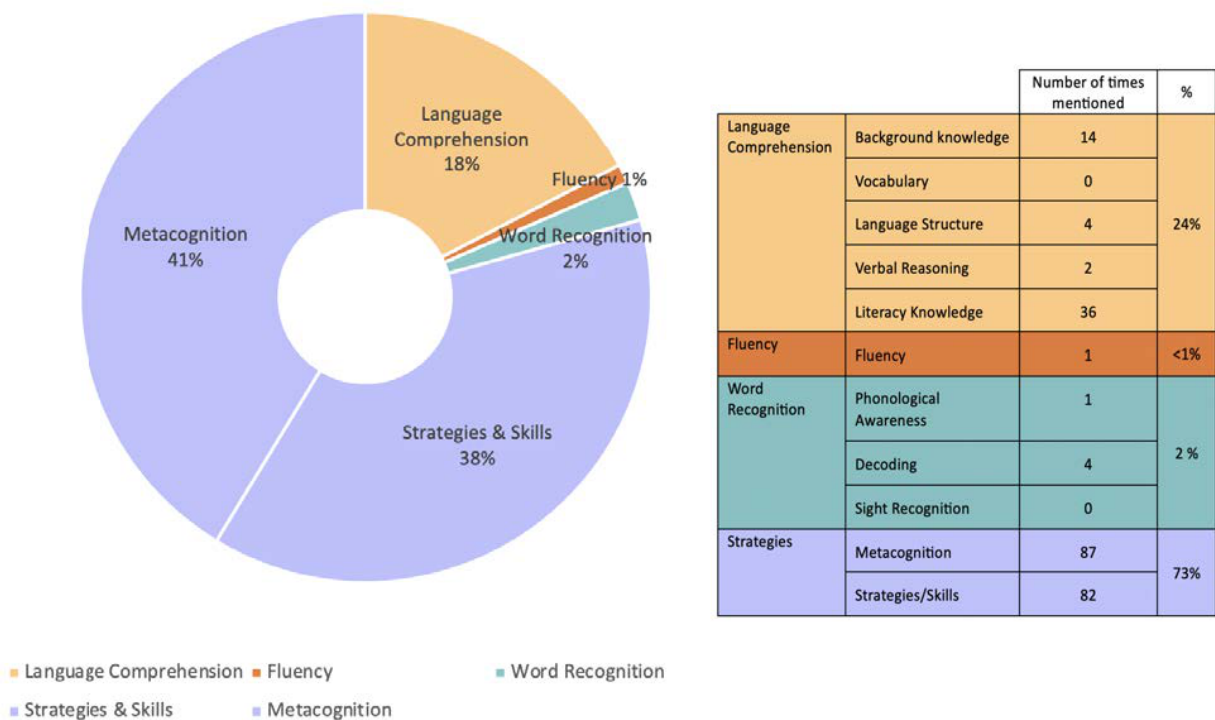 Language
Comprehension
18%
Fluency 1%
Word Recognition
2%
Metacognition
41%
Strategies & Skills
38%
Language Comprehension
Fluency
Word Recognition
Strategies & Skills
Metacognition
Number of times
mentioned
%
Language
Comprehension
Background knowledge
14
24%
Vocabulary
0
Language Structure
4
Verbal Reasoning
2
Literacy Knowledge
36
Fluency
Fluency
1
<1%
Word
Recognition
Phonological
Awareness
1
2 %
Decoding
4
Sight Recognition
0
Strategies
Metacognition
87
73%
Strategies/Skills
82